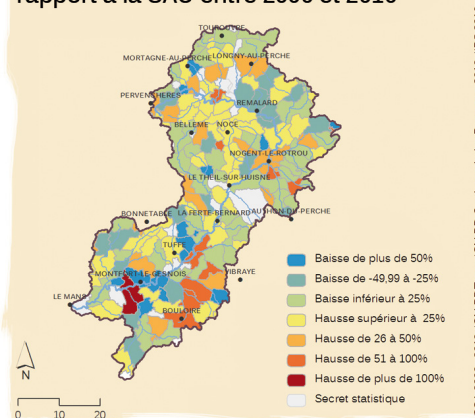 rapport à la SAU entre 2000 et 2010
TOUROUVRE
MORTAGNE-AU-PERCHE
LONGNY-AU-PERCHE
PERVENCHERES
REMALARD
BELLEME
NOCE
NOGENT-LE-ROTROU
LE THEIL-SUR-HUISNE
BONNETABLE
LA FERTE-BERNARD
AUTHON-DU-PERCHE
TUFFE
MONTFORT-LE-GESNOIS
VIBRAYE
LE MANS
BOULOIRE
Baisse de plus de 50%
Baisse de -49,99 à -25%
Baisse inférieur à 25%
Hausse supérieur à 25%
Hausse de 26 à 50%
Hausse de 51 à 100%
Hausse de plus de 100%
Secret statistique
N
0 10 20